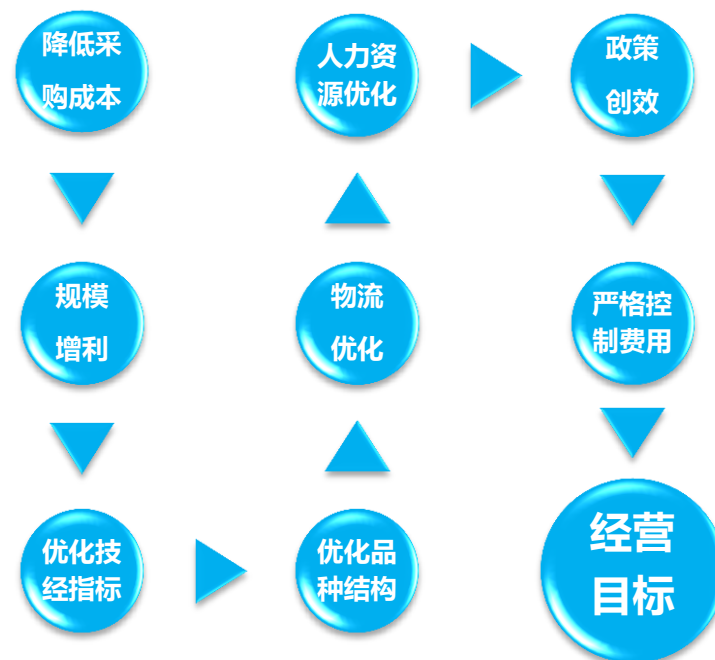 降低采
购成本
规模
增利
优化技
经指标
优化品
种结构
物流
优化
人力资
源优化
政策
创效
严格控
制费用
经营
目标